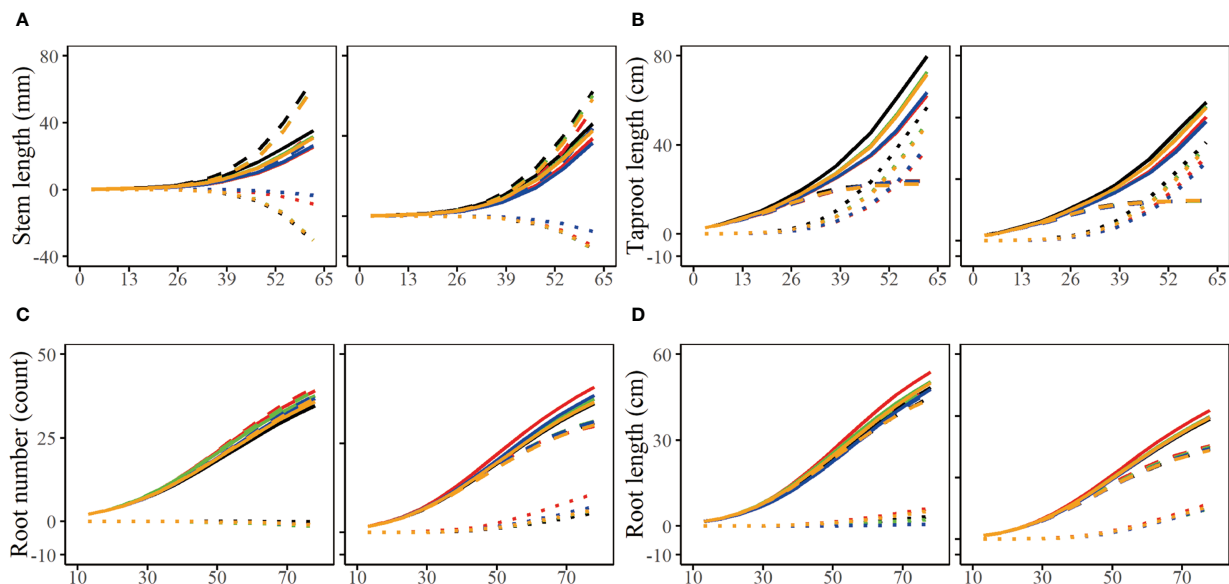 A
B
Stem length (mm)
80
40
0
-40
0 13 26 39 52 65
0 13 26 39 52 65
Taproot length (cm)
80
40
0
-10
0 13 26 39 52 65
0 13 26 39 52 65
C
D
Root number (count)
50
25
0
-10
10 30 50 70
10 30 50 70
Root length (cm)
60
30
0
-10
10 30 50 70
10 30 50 70